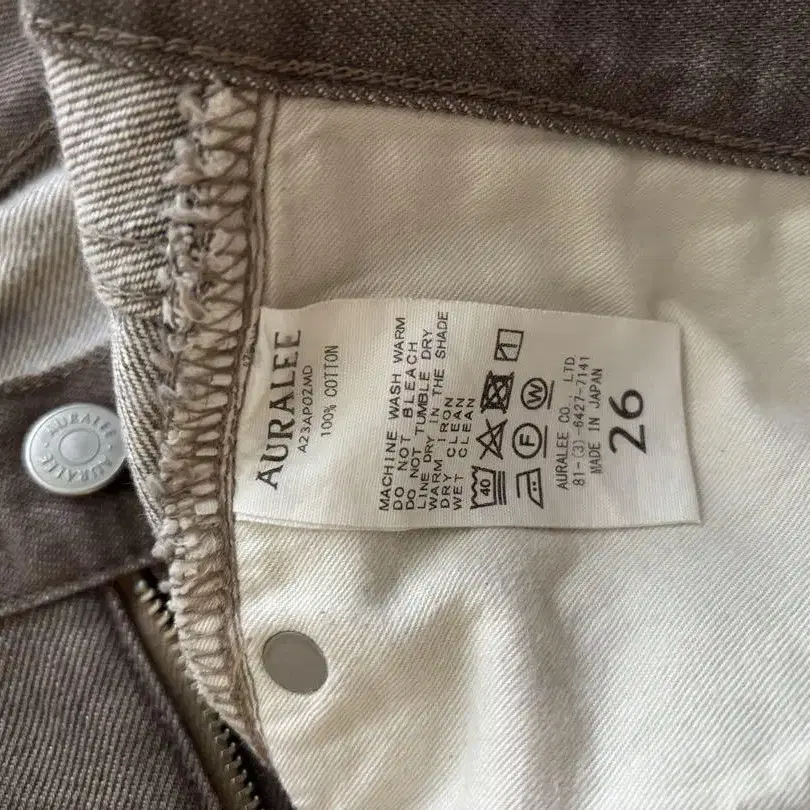 AURALEE
A23AP02MD
100% COTTON
MACHINE WASH WARM
DO NOT BLEACH
DO NOT TUMBLE DRY
LINE DRY IN THE SHADE
WARM IRON
DRY CLEAN
WET CLEAN
40
F W
AURALEE CO., LTD.
81-(3)-6427-7141
MADE IN JAPAN
26
AURALEE AURALEE